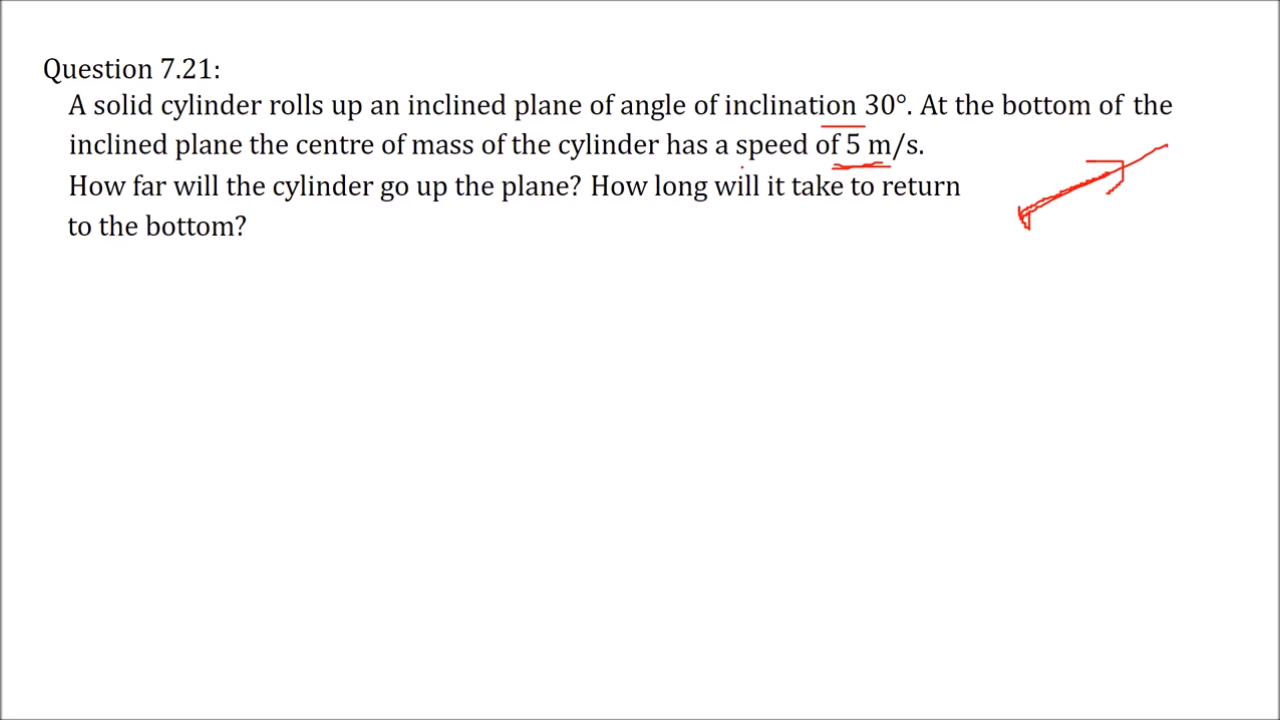 Question 7.21:
A solid cylinder rolls up an inclined plane of angle of inclination 30°. At the bottom of the
inclined plane the centre of mass of the cylinder has a speed of 5 m/s.
How far will the cylinder go up the plane? How long will it take to return
to the bottom?